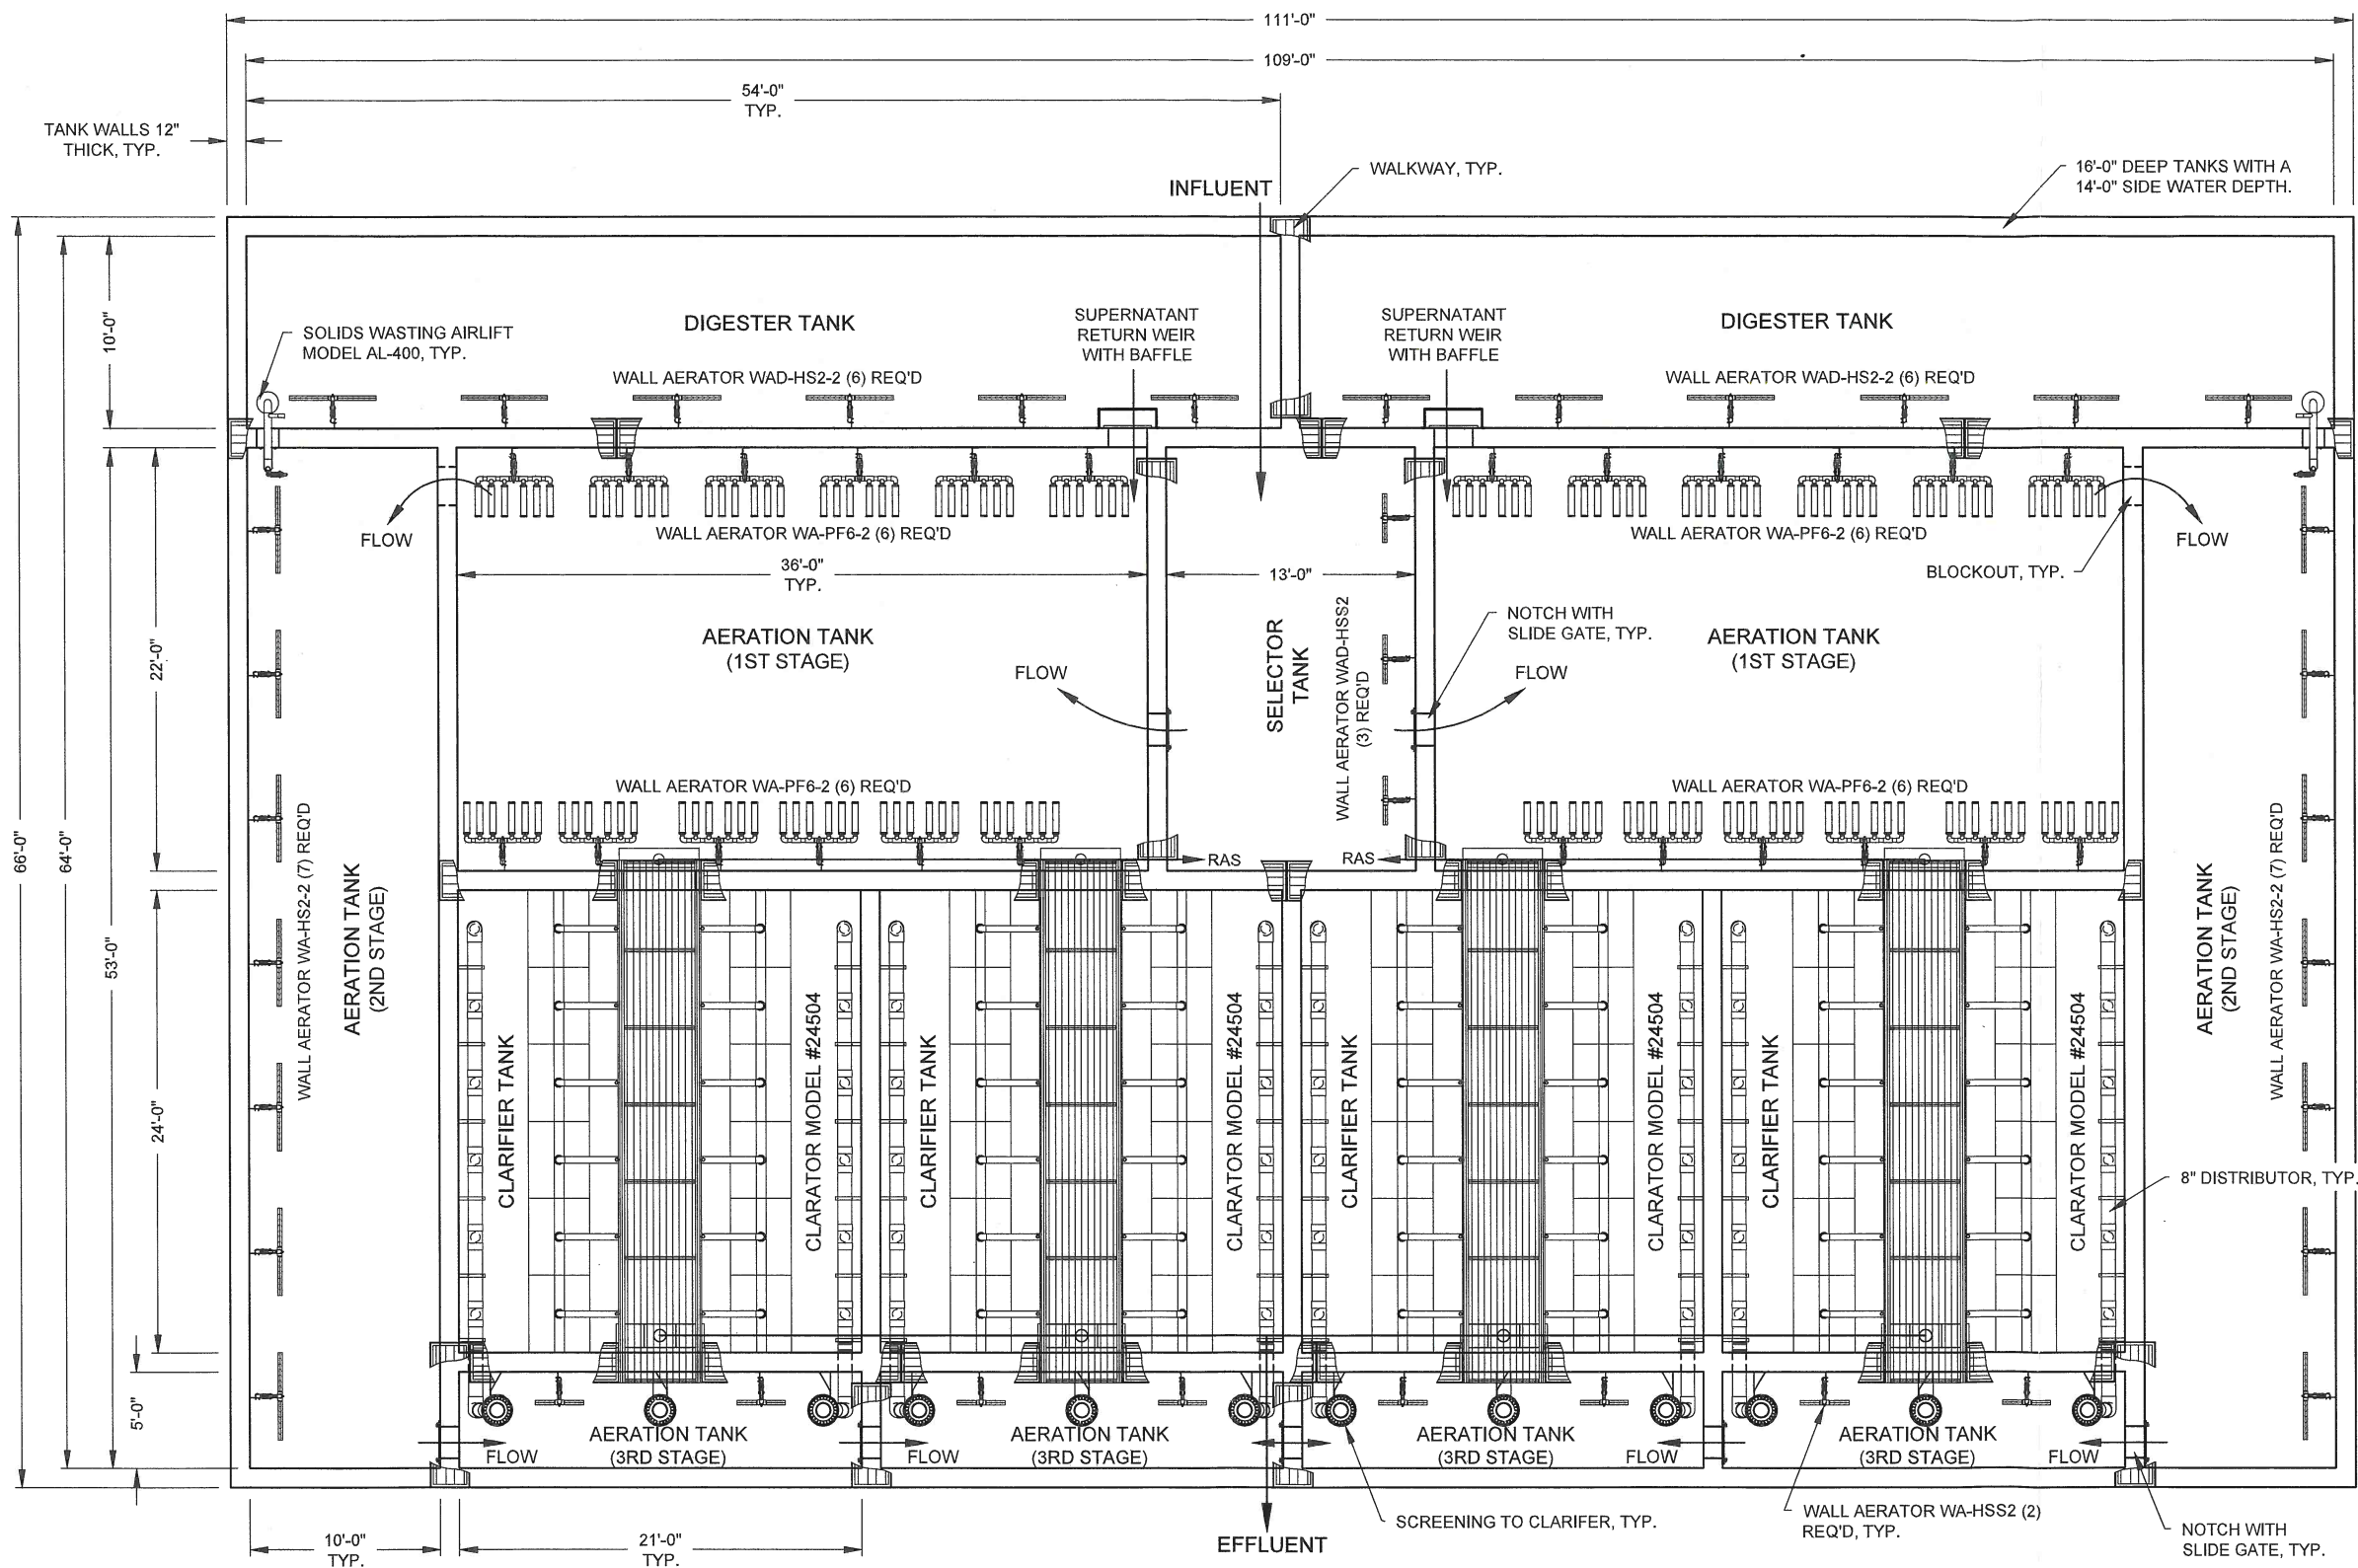 111'-0"
109'-0"
54'-0"
TYP.
TANK WALLS 12"
THICK, TYP.
WALKWAY, TYP.
16'-0" DEEP TANKS WITH A
14'-0" SIDE WATER DEPTH.
INFLUENT
SOLIDS WASTING AIRLIFT
MODEL AL-400, TYP.
DIGESTER TANK
SUPERNATANT
RETURN WEIR
WITH BAFFLE
SUPERNATANT
RETURN WEIR
WITH BAFFLE
DIGESTER TANK
WALL AERATOR WAD-HS2-2 (6) REQ'D
WALL AERATOR WAD-HS2-2 (6) REQ'D
10'-0"
FLOW
WALL AERATOR WA-PF6-2 (6) REQ'D
WALL AERATOR WA-PF6-2 (6) REQ'D
FLOW
36'-0"
TYP.
13'-0"
BLOCKOUT, TYP.
AERATION TANK
(1ST STAGE)
SELECTOR
TANK
WALL AERATOR WAD-HSS2
(3) REQ'D
NOTCH WITH
SLIDE GATE, TYP.
AERATION TANK
(1ST STAGE)
FLOW
FLOW
22'-0"
WALL AERATOR WA-PF6-2 (6) REQ'D
WALL AERATOR WA-PF6-2 (6) REQ'D
66'-0"
64'-0"
53'-0"
WALL AERATOR WA-HS2-2 (7) REQ'D
AERATION TANK
(2ND STAGE)
RAS
RAS
AERATION TANK
(2ND STAGE)
WALL AERATOR WA-HS2-2 (7) REQ'D
24'-0"
CLARIFIER TANK
CLARATOR MODEL #24504
CLARIFIER TANK
CLARATOR MODEL #24504
CLARIFIER TANK
CLARATOR MODEL #24504
CLARIFIER TANK
CLARATOR MODEL #24504
8" DISTRIBUTOR, TYP.
5'-0"
FLOW
AERATION TANK
(3RD STAGE)
FLOW
AERATION TANK
(3RD STAGE)
AERATION TANK
(3RD STAGE)
FLOW
AERATION TANK
(3RD STAGE)
FLOW
10'-0"
TYP.
21'-0"
TYP.
EFFLUENT
SCREENING TO CLARIFER, TYP.
WALL AERATOR WA-HSS2 (2)
REQ'D, TYP.
NOTCH WITH
SLIDE GATE, TYP.